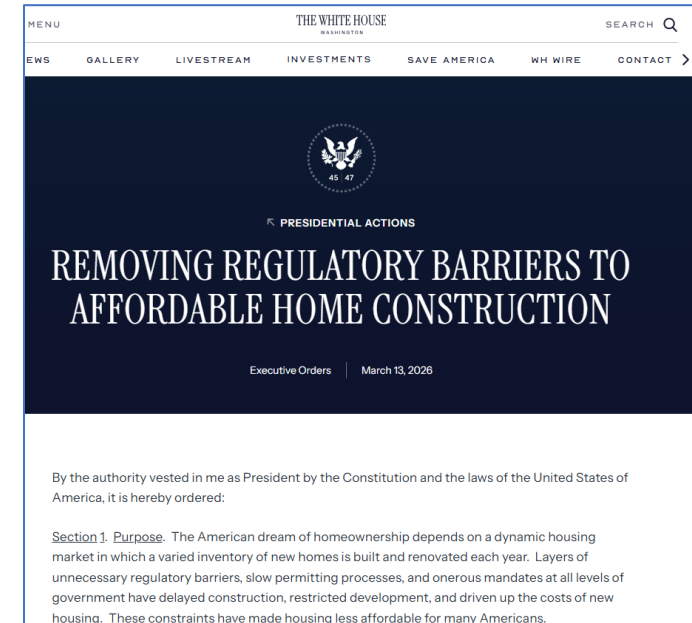 MENU
THE WHITE HOUSE
WASHINGTON
SEARCH
EWS GALLERY LIVESTREAM INVESTMENTS SAVE AMERICA WH WIRE CONTACT
45 47
PRESIDENTIAL ACTIONS
REMOVING REGULATORY BARRIERS TO
AFFORDABLE HOME CONSTRUCTION
Executive Orders March 13, 2026
By the authority vested in me as President by the Constitution and the laws of the United States of
America, it is hereby ordered:
Section 1. Purpose. The American dream of homeownership depends on a dynamic housing
market in which a varied inventory of new homes is built and renovated each year. Layers of
unnecessary regulatory barriers, slow permitting processes, and onerous mandates at all levels of
government have delayed construction, restricted development, and driven up the costs of new
housing. These constraints have made housing less affordable for many Americans.